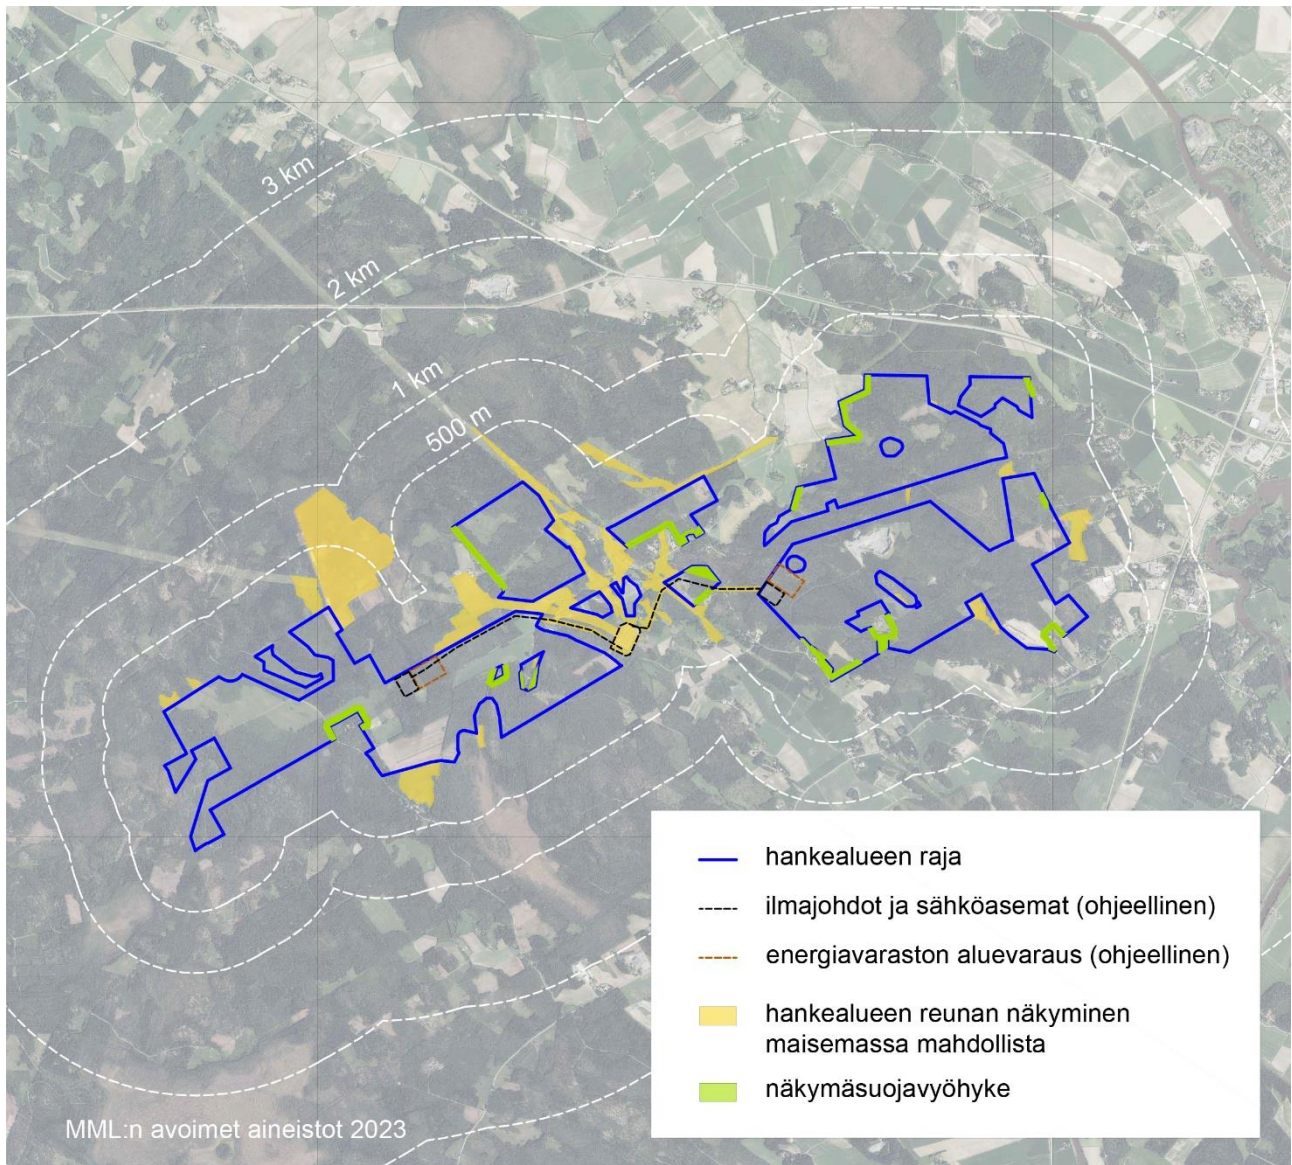 3 km
2 km
1 km
500 m
hankealueen raja
ilmajohdot ja sähköasemat (ohjeellinen)
energiavaraston aluevaraus (ohjeellinen)
hankealueen reunan näkyminen
maisemassa mahdollista
näkymäsuojavyöhyke
MML:n avoimet aineistot 2023